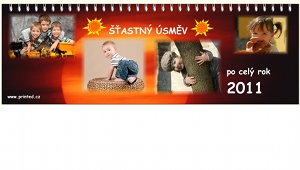 ŠŤASTNÝ ÚSMĚV
po celý rok
2011
www.printed.cz